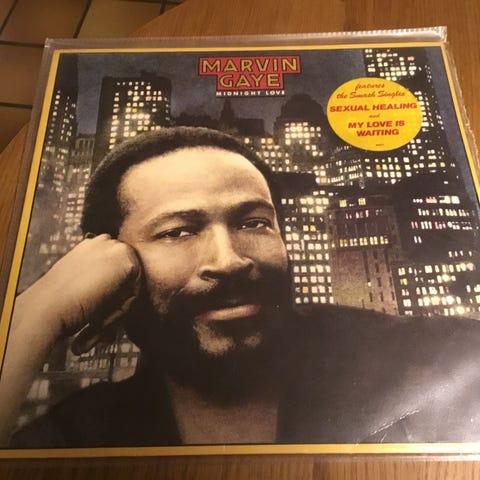 MARVIN
GAYE
MIDNIGHT LOVE
features
the Smash Singles
SEXUAL HEALING
and
MY LOVE IS
WAITING